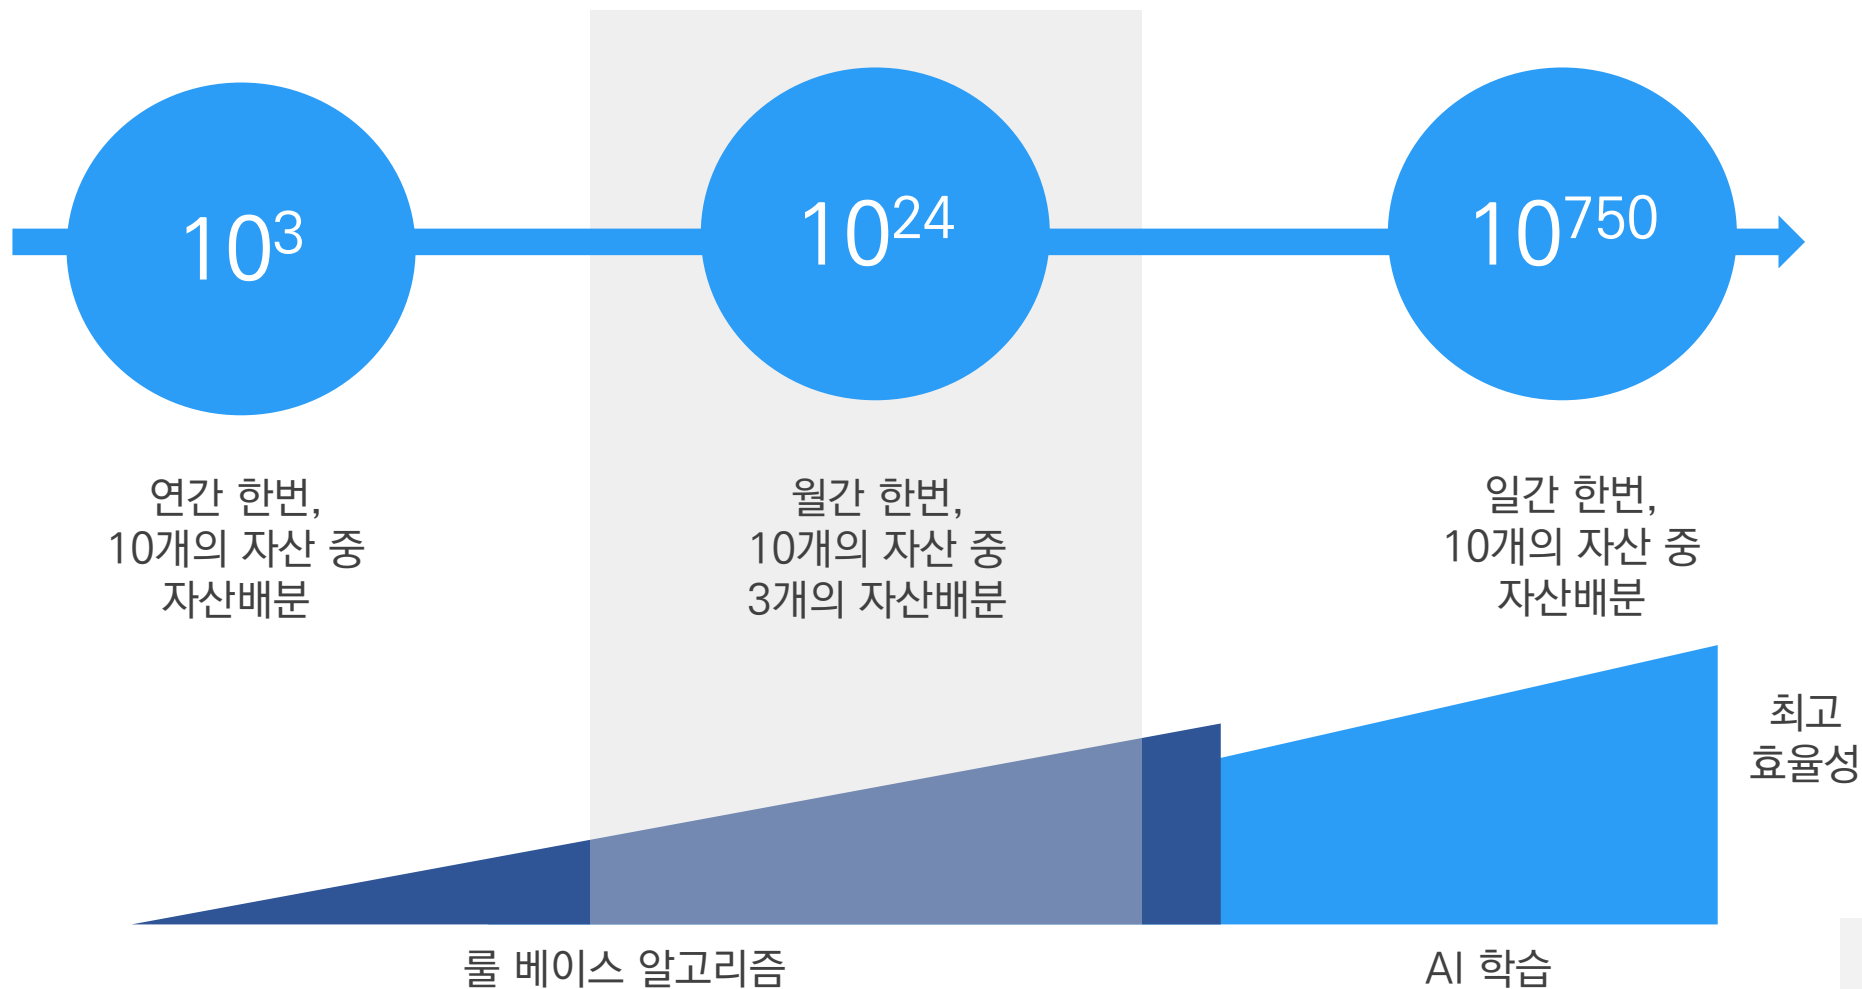 10³
10²⁴
10⁷⁵⁰
연간 한번,
10개의 자산 중
자산배분
월간 한번,
10개의 자산 중
3개의 자산배분
일간 한번,
10개의 자산 중
자산배분
최고
효율성
룰 베이스 알고리즘
AI 학습